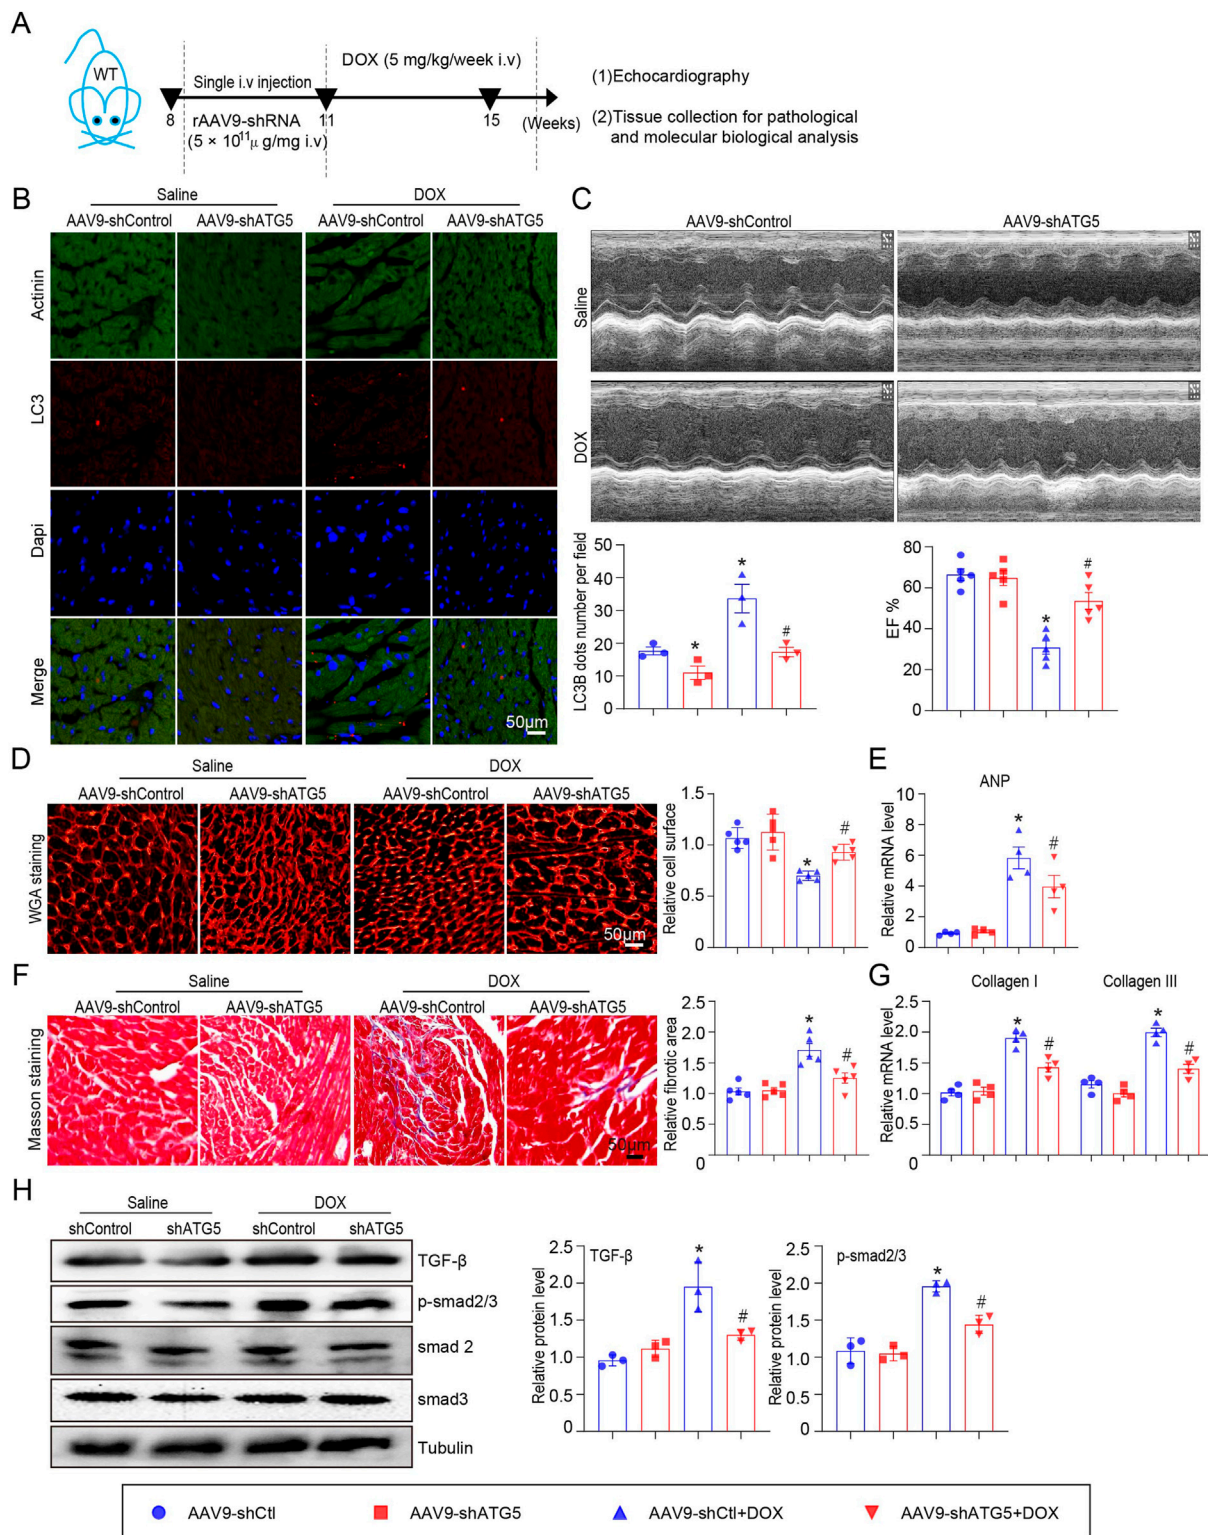 A
WT
Single i.v injection
DOX (5 mg/kg/week i.v)
8
rAAV9-shRNA
(5 × 10¹¹μ g/mg i.v)
11
15
(Weeks)
(1)Echocardiography
(2)Tissue collection for pathological
and molecular biological analysis
B
Saline
DOX
AAV9-shControl
AAV9-shATG5
AAV9-shControl
AAV9-shATG5
Actinin
LC3
Dapi
Merge
50μm
C
AAV9-shControl
AAV9-shATG5
Saline
DOX
LC3B dots number per field
50
40
30
20
10
0
*
*
#
EF %
80
60
40
20
0
*
#
D
Saline
DOX
AAV9-shControl
AAV9-shATG5
AAV9-shControl
AAV9-shATG5
WGA staining
50μm
Relative cell surface
1.5
1.0
0.5
0
*
#
E
ANP
Relative mRNA level
10
8
6
4
2
0
*
#
F
Saline
DOX
AAV9-shControl
AAV9-shATG5
AAV9-shControl
AAV9-shATG5
Masson staining
50μm
Relative fibrotic area
2.5
2.0
1.5
1.0
0.5
0
*
#
G
Collagen I
Collagen III
Relative mRNA level
2.5
2.0
1.5
1.0
0.5
0
*
#
*
#
H
Saline
DOX
shControl
shATG5
shControl
shATG5
TGF-β
p-smad2/3
smad 2
smad3
Tubulin
TGF-β
Relative protein level
2.5
2.0
1.5
1.0
0.5
0
*
#
p-smad2/3
Relative protein level
2.5
2.0
1.5
1.0
0.5
0
*
#
AAV9-shCtl
AAV9-shATG5
AAV9-shCtl+DOX
AAV9-shATG5+DOX